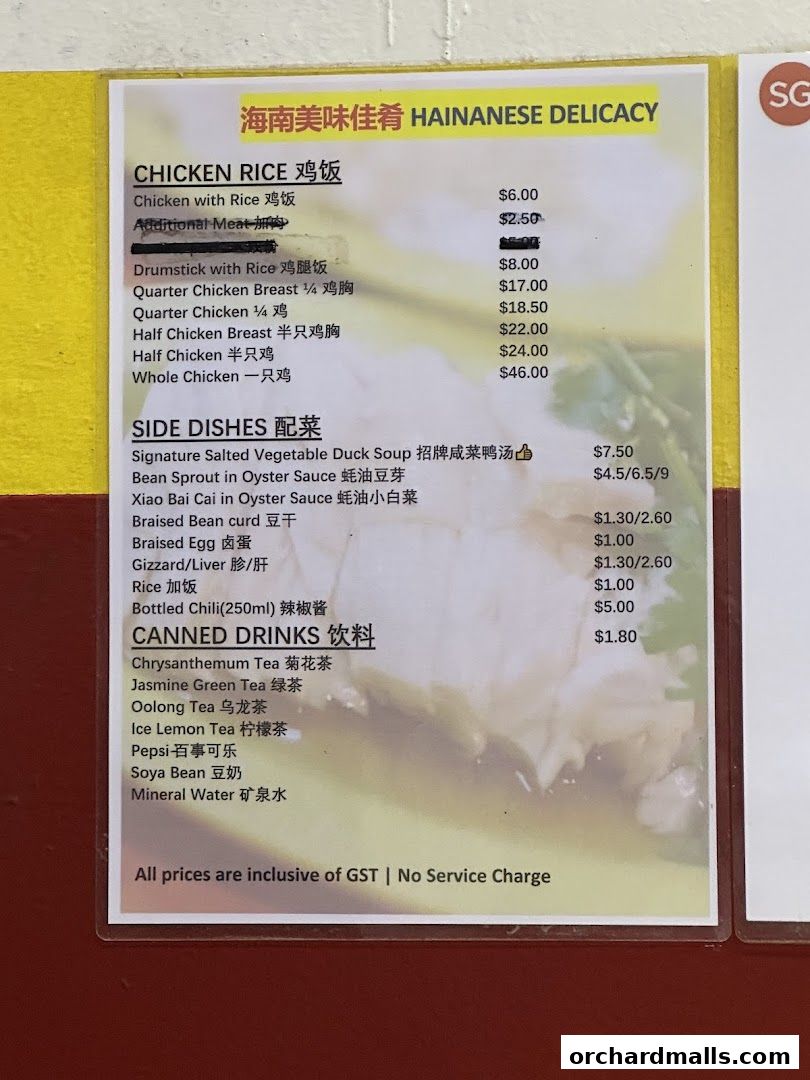 海南美味佳肴 HAINANESE DELICACY
SG
CHICKEN RICE 鸡饭
Chicken with Rice 鸡饭 $6.00
Additional Meat 加肉 $2.50
Drumstick with Rice 鸡腿饭 $8.00
Quarter Chicken Breast ¼ 鸡胸 $17.00
Quarter Chicken ¼ 鸡 $18.50
Half Chicken Breast 半只鸡胸 $22.00
Half Chicken 半只鸡 $24.00
Whole Chicken 一只鸡 $46.00
SIDE DISHES 配菜
Signature Salted Vegetable Duck Soup 招牌咸菜鸭汤👍 $7.50
Bean Sprout in Oyster Sauce 蚝油豆芽 $4.5/6.5/9
Xiao Bai Cai in Oyster Sauce 蚝油小白菜
Braised Bean curd 豆干 $1.30/2.60
Braised Egg 卤蛋 $1.00
Gizzard/Liver 胗/肝 $1.30/2.60
Rice 加饭 $1.00
Bottled Chili(250ml) 辣椒酱 $5.00
CANNED DRINKS 饮料 $1.80
Chrysanthemum Tea 菊花茶
Jasmine Green Tea 绿茶
Oolong Tea 乌龙茶
Ice Lemon Tea 柠檬茶
Pepsi 百事可乐
Soya Bean 豆奶
Mineral Water 矿泉水
All prices are inclusive of GST | No Service Charge
orchardmalls.com